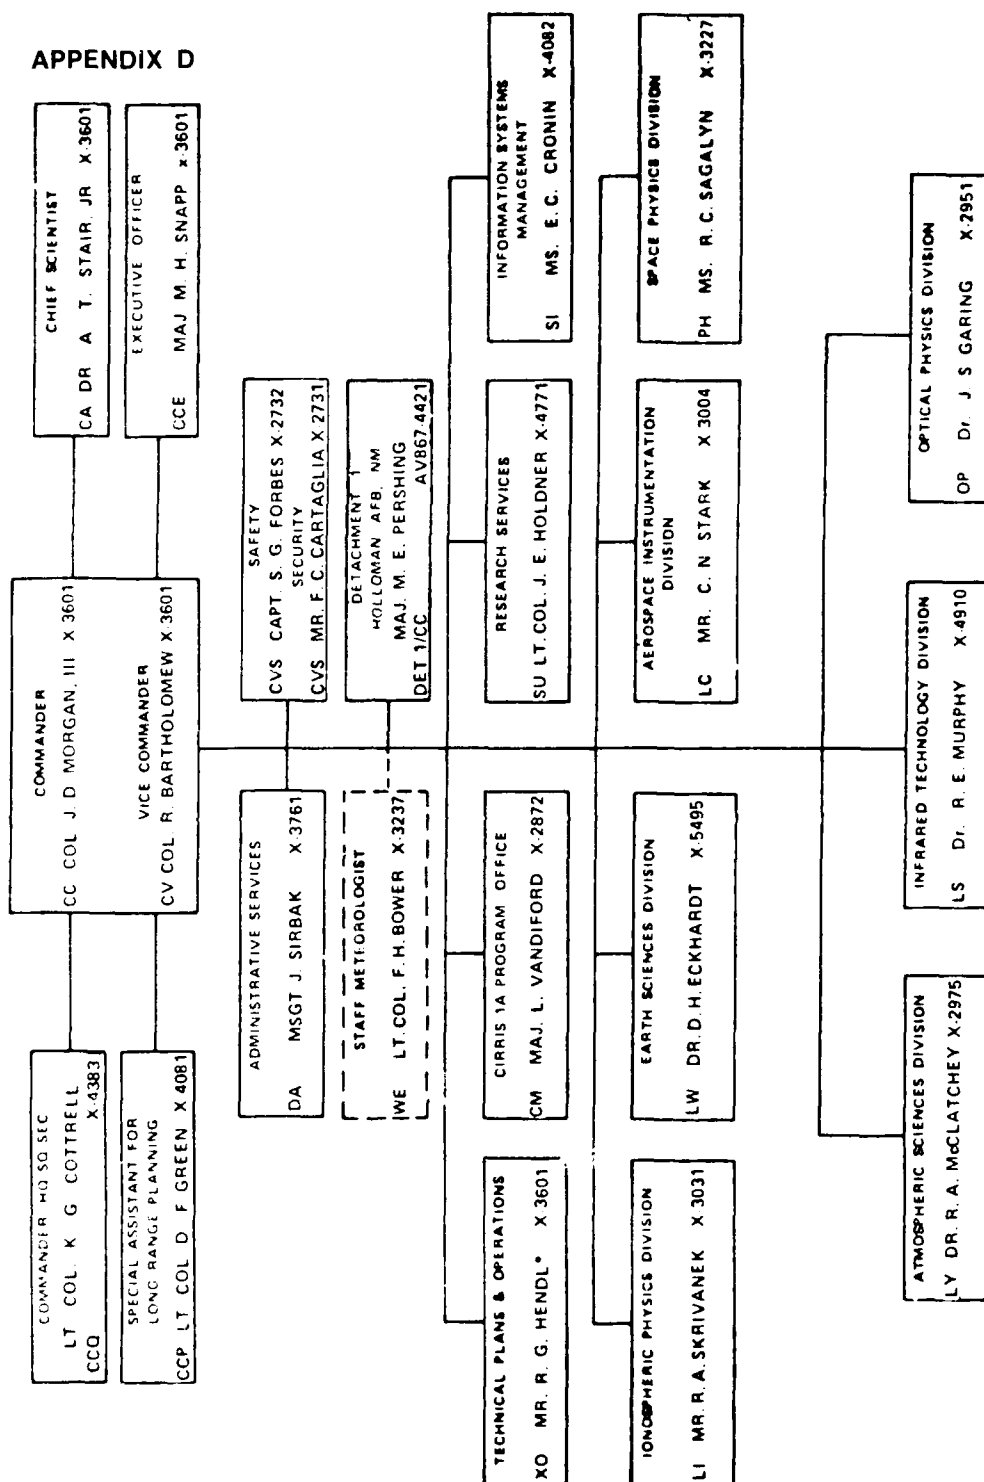 APPENDIX D
COMMANDER HQ SQ SEC
LT COL. K G COTTRELL
CCQ X-4383
SPECIAL ASSISTANT FOR
LONG RANGE PLANNING
CCP LT COL D F GREEN X 4081
COMMANDER
CC COL J. D MORGAN, III X 3601
VICE COMMANDER
CV COL. R. BARTHOLOMEW X 3601
CHIEF SCIENTIST
CA DR A T. STAIR, JR X-3601
EXECUTIVE OFFICER
CCE MAJ M. H. SNAPP x-3601
ADMINISTRATIVE SERVICES
DA MSGT J. SIRBAK X-3761
SAFETY
CVS CAPT. S. G. FORBES X-2732
SECURITY
CVS MR. F. C. CARTAGLIA X 2731
STAFF METEOROLOGIST
WE LT. COL. F. H. BOWER X-3237
DETACHMENT 1
HOLLOMAN AFB, NM
MAJ. M. E. PERSHING
DET 1/CC AV867-4421
TECHNICAL PLANS & OPERATIONS
XO MR. R. G. HENDL* X 3601
CIRRIS 1A PROGRAM OFFICE
CM MAJ. L. VANDIFORD X-2872
RESEARCH SERVICES
SU LT. COL. J. E. HOLDNER X-4771
INFORMATION SYSTEMS
MANAGEMENT
SI MS. E. C. CRONIN X-4082
IONOSPHERIC PHYSICS DIVISION
LI MR. R. A. SKRIVANEK X 3031
EARTH SCIENCES DIVISION
LW DR. D. H. ECKHARDT X-5495
AEROSPACE INSTRUMENTATION
DIVISION
LC MR. C. N STARK X 3004
SPACE PHYSICS DIVISION
PH MS. R. C. SAGALYN X-3227
ATMOSPHERIC SCIENCES DIVISION
LY DR. R. A. McCLATCHEY X-2975
INFRARED TECHNOLOGY DIVISION
LS Dr. R. E. MURPHY X-4910
OPTICAL PHYSICS DIVISION
OP Dr. J. S GARING X-2951